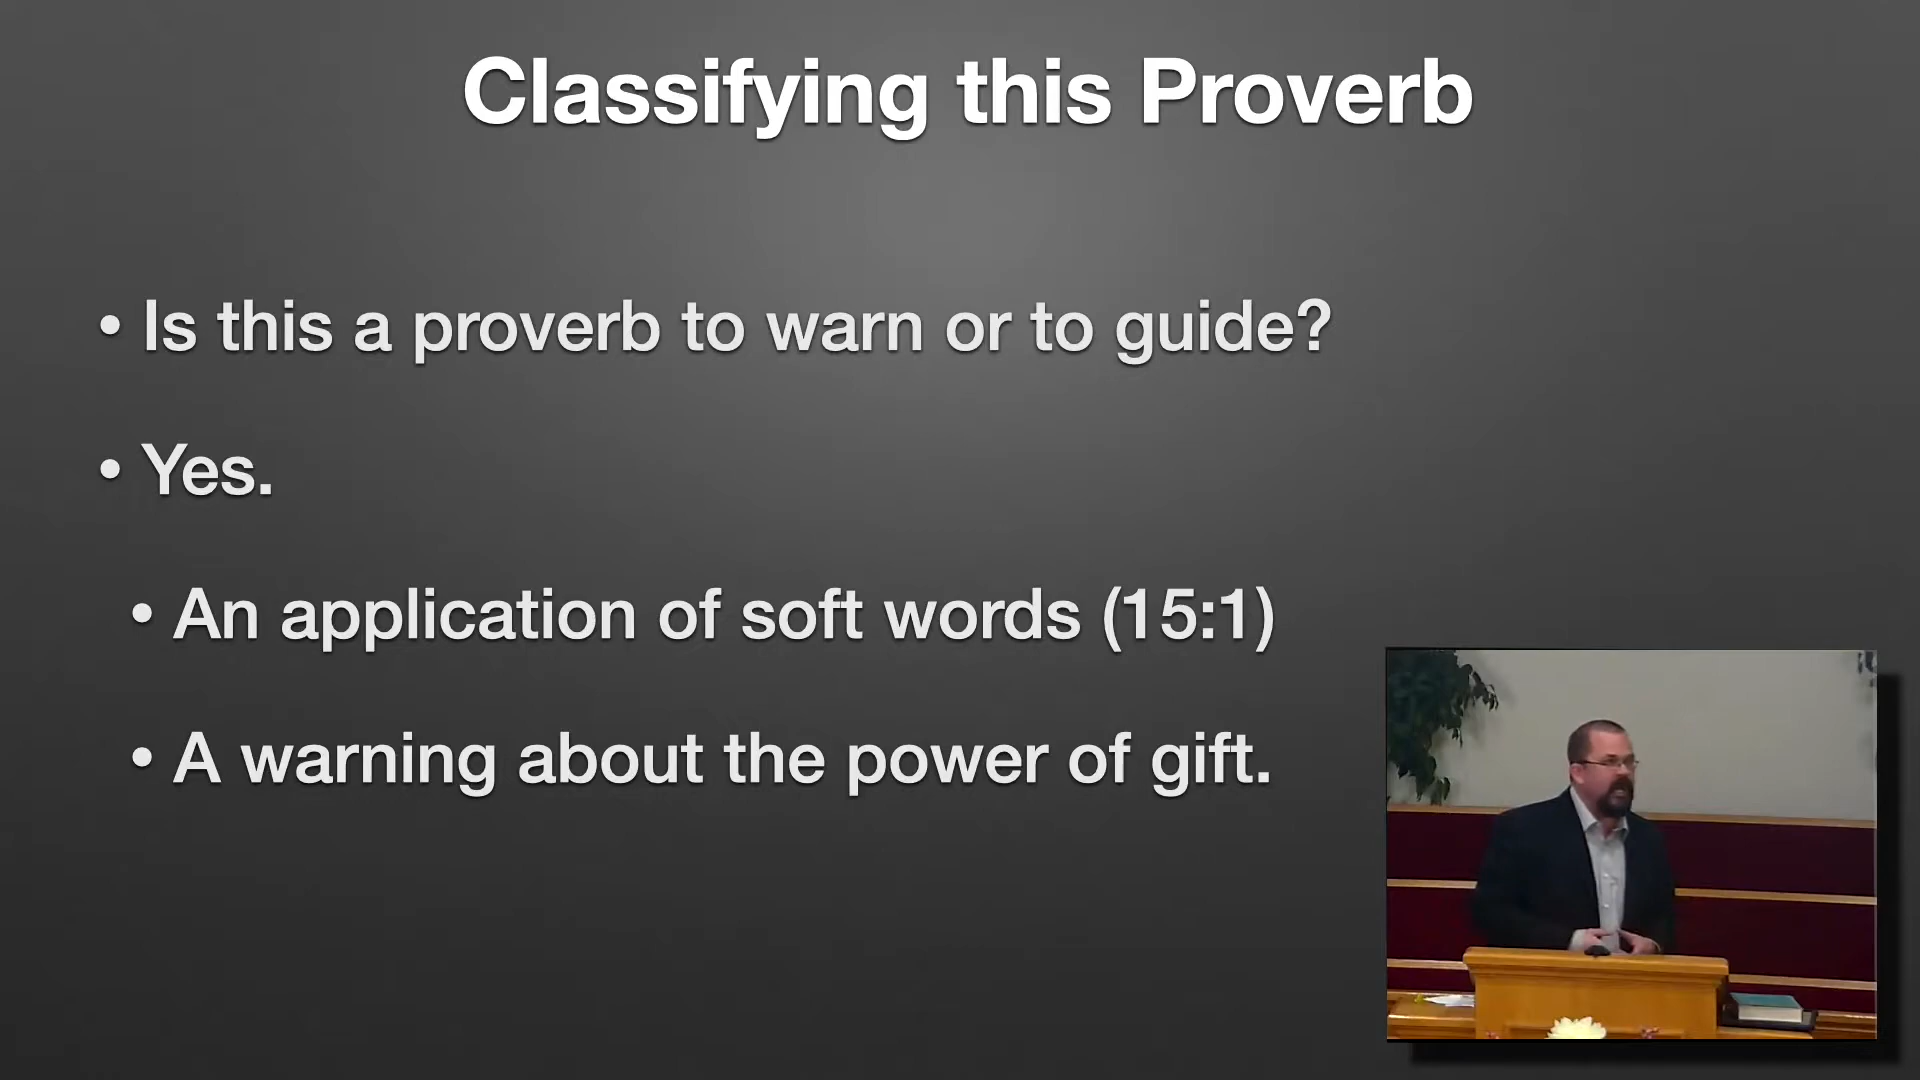 Classifying this Proverb
• Is this a proverb to warn or to guide?
• Yes.
• An application of soft words (15:1)
• A warning about the power of gift.